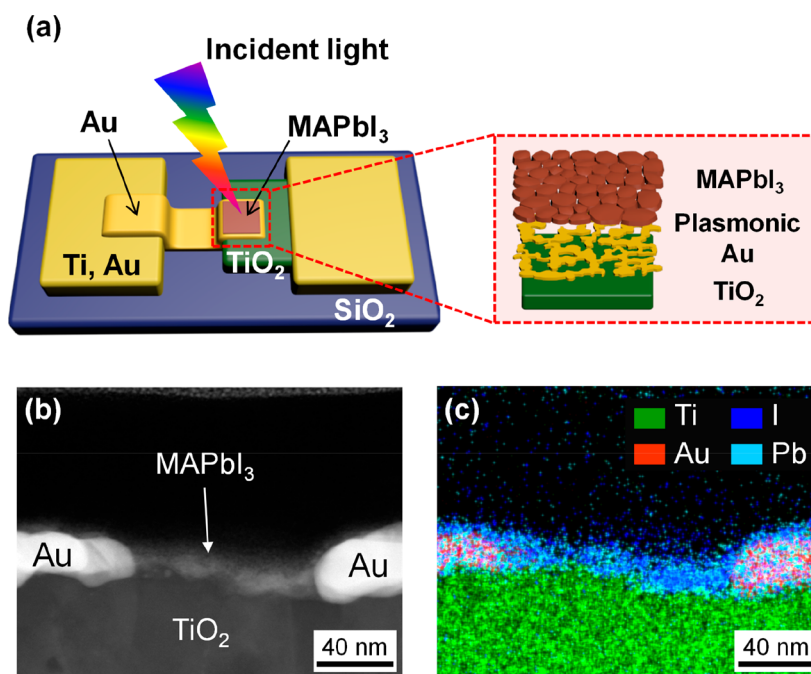 (a)
Incident light
Au
MAPbI₃
Ti, Au
TiO₂
SiO₂
MAPbI₃
Plasmonic
Au
TiO₂
(b)
MAPbI₃
Au
Au
TiO₂
40 nm
(c)
Ti
I
Au
Pb
40 nm